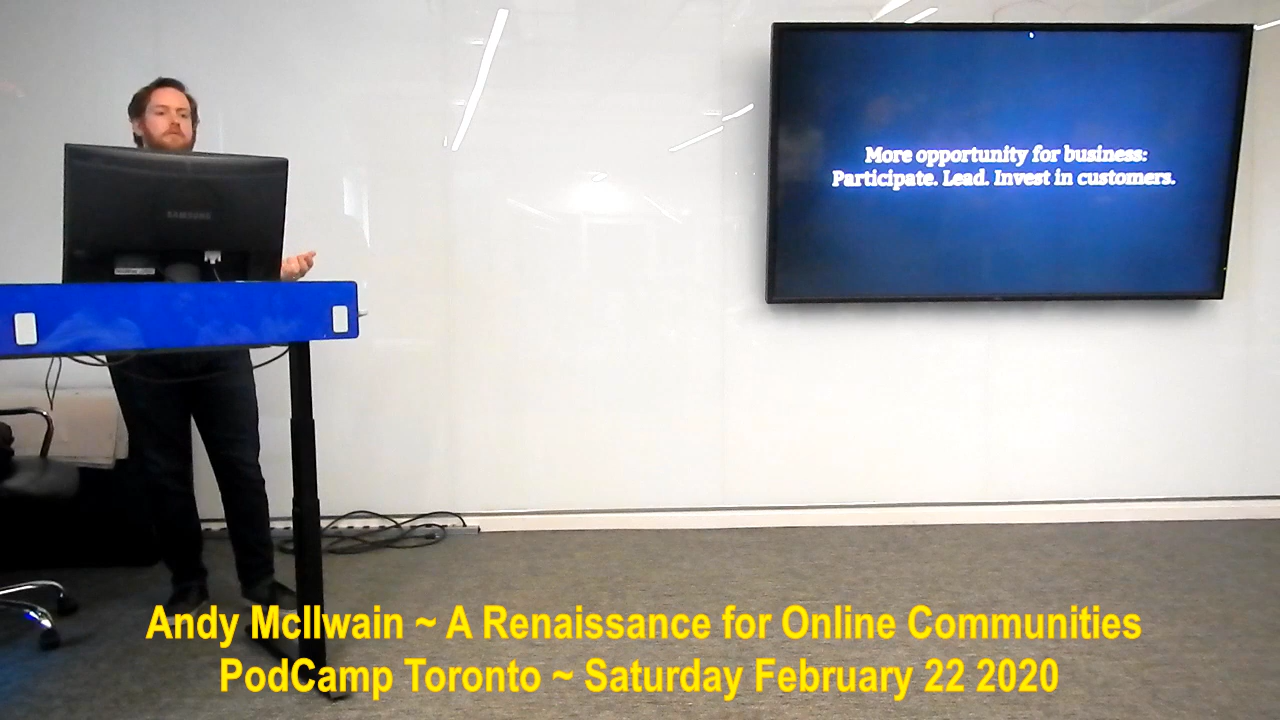 SAMSUNG
More opportunity for business:
Participate. Lead. Invest in customers.
Andy McIlwain ~ A Renaissance for Online Communities
PodCamp Toronto ~ Saturday February 22 2020